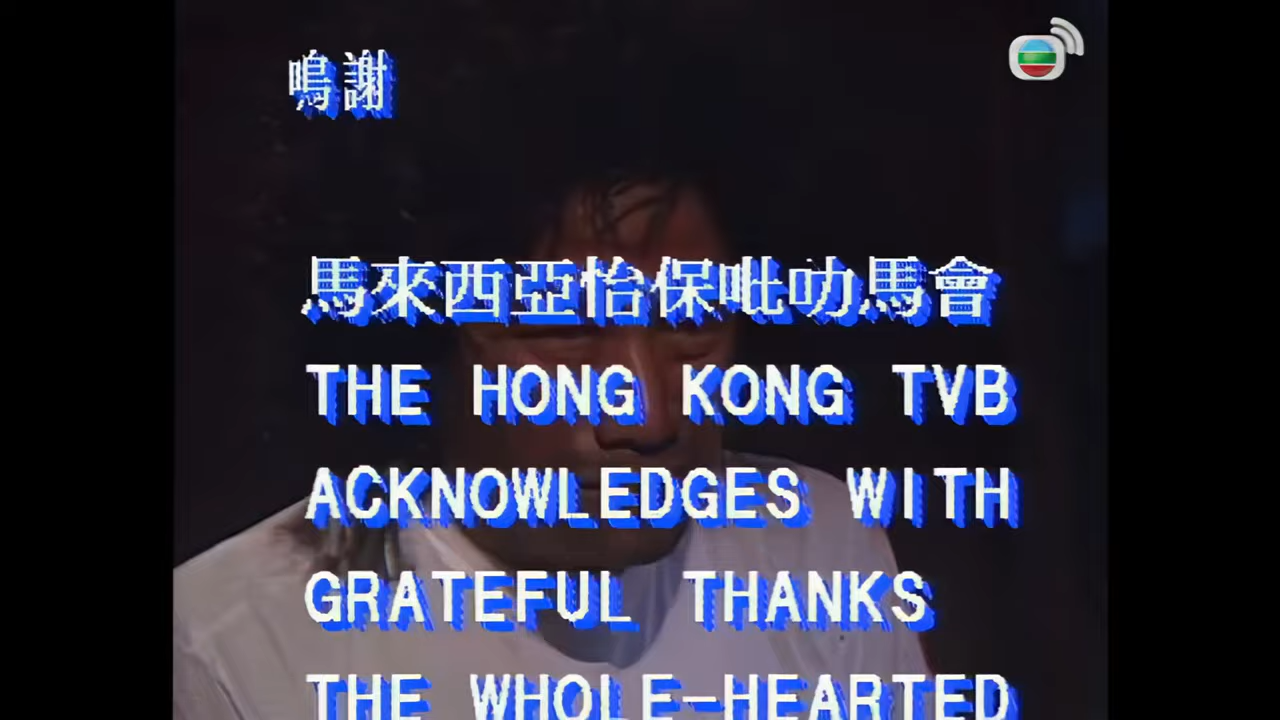 鳴謝
馬來西亞怡保吡叻馬會
THE HONG KONG TVB
ACKNOWLEDGES WITH
GRATEFUL THANKS
THE WHOLE-HEARTED